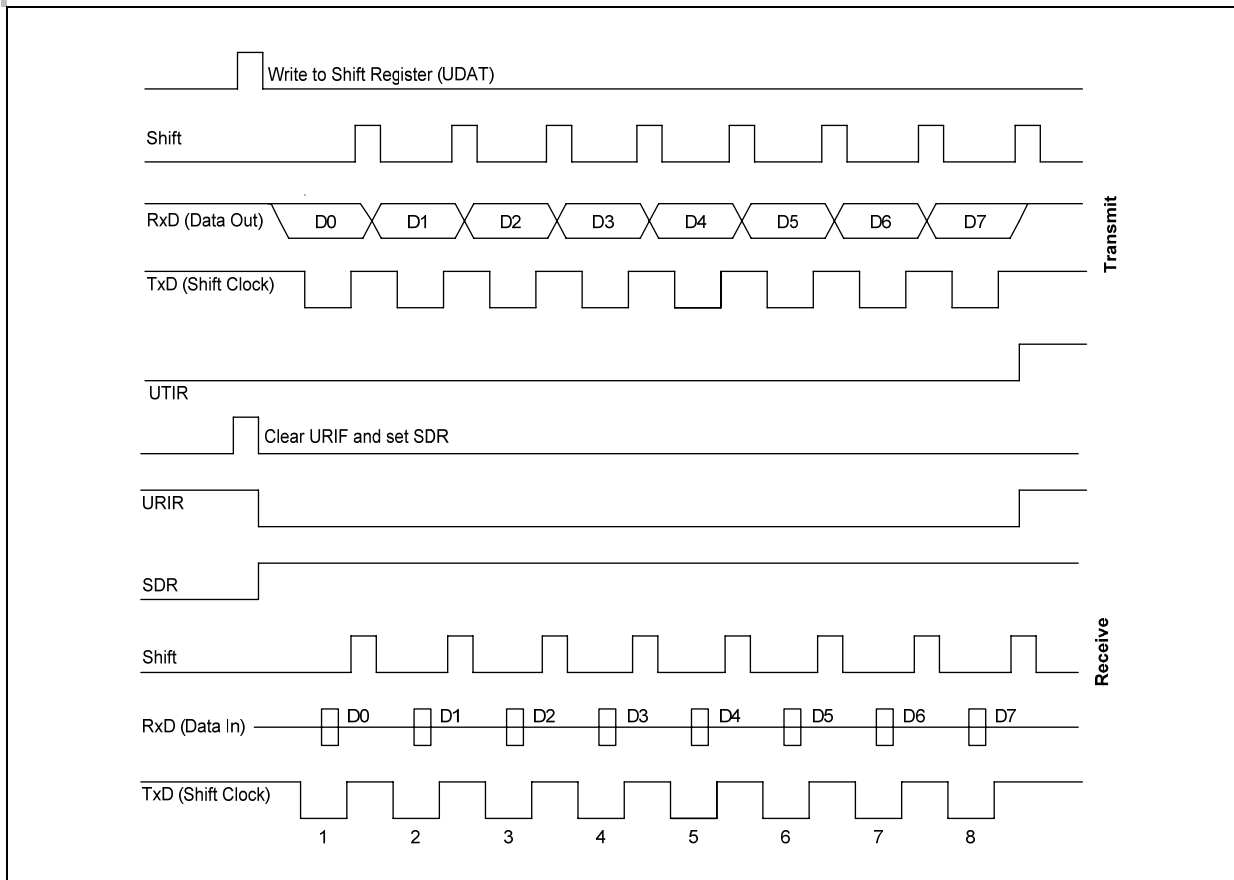 Write to Shift Register (UDAT)
Shift
RxD (Data Out) D0 D1 D2 D3 D4 D5 D6 D7
TxD (Shift Clock)
UTIR
Transmit
Clear URIF and set SDR
URIR
SDR
Shift
RxD (Data In) D0 D1 D2 D3 D4 D5 D6 D7
TxD (Shift Clock)
1 2 3 4 5 6 7 8
Receive